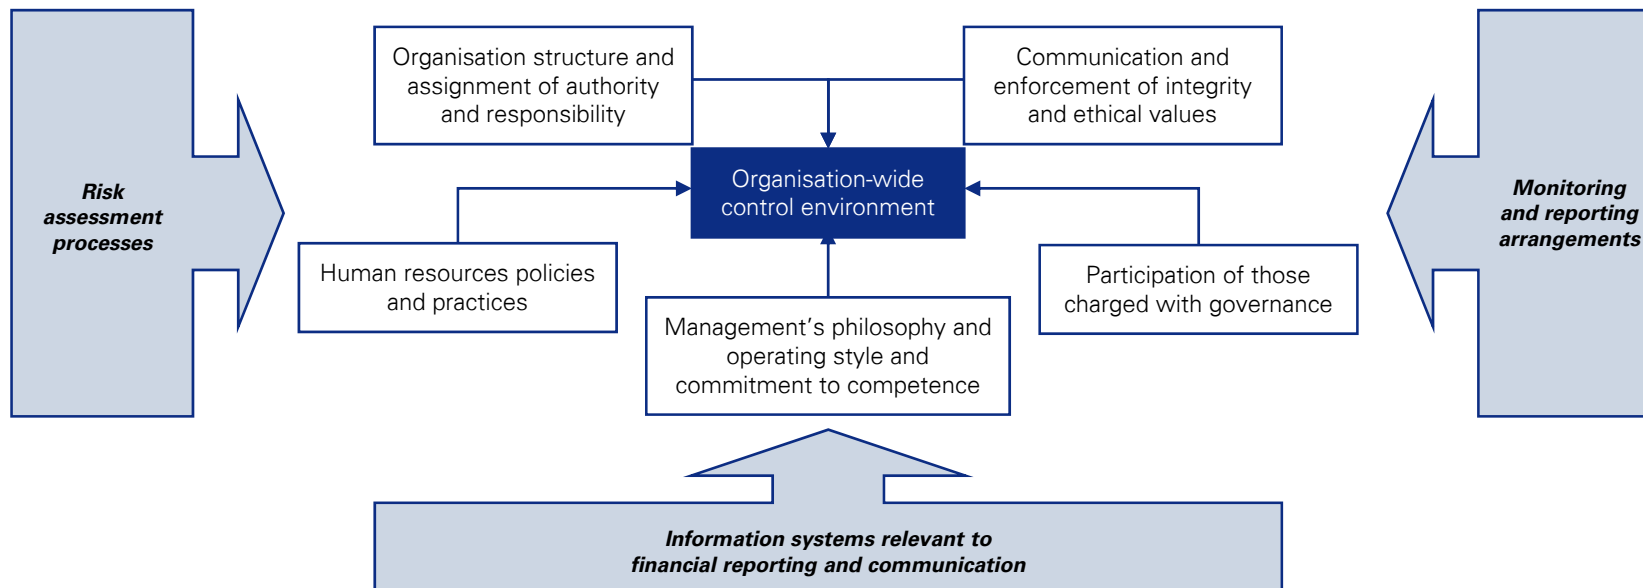 Organisation structure and
assignment of authority
and responsibility
Communication and
enforcement of integrity
and ethical values
Risk
assessment
processes
Organisation-wide
control environment
Monitoring
and reporting
arrangements
Human resources policies
and practices
Participation of those
charged with governance
Management’s philosophy and
operating style and
commitment to competence
Information systems relevant to
financial reporting and communication